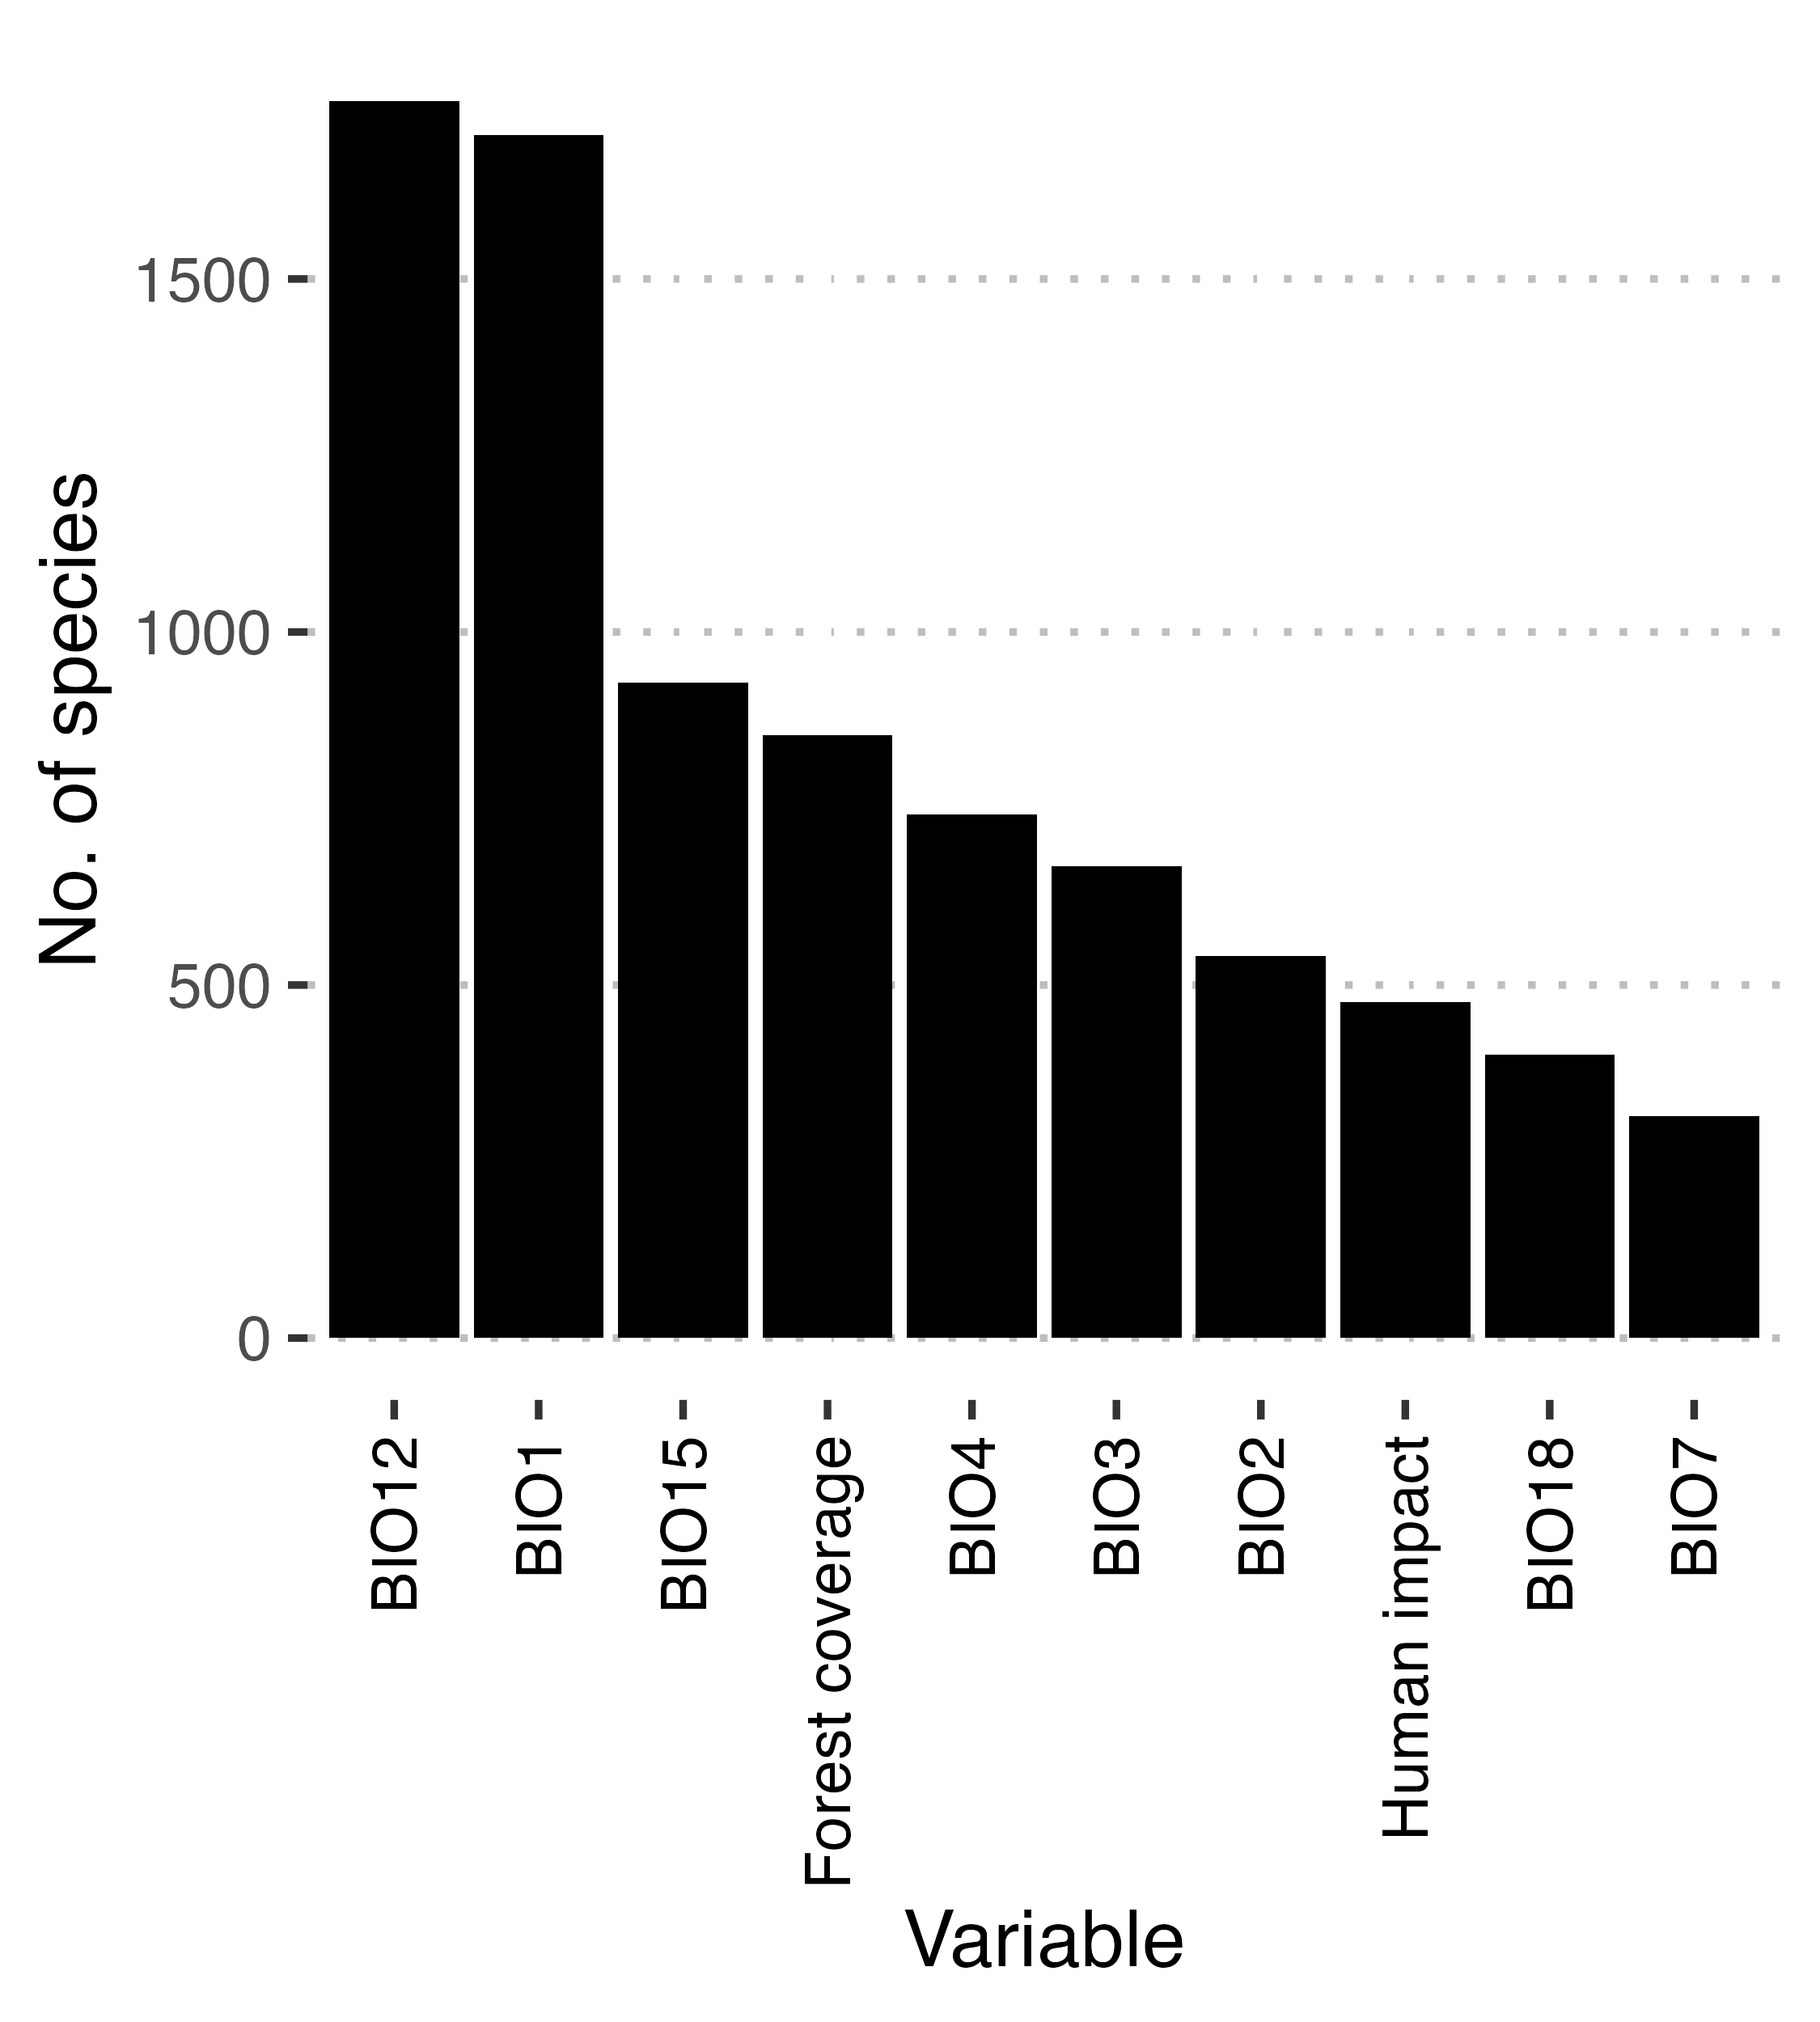 No. of species
1500
1000
500
0
BIO12
BIO1
BIO15
Forest coverage
BIO4
BIO3
BIO2
Human impact
BIO18
BIO7
Variable